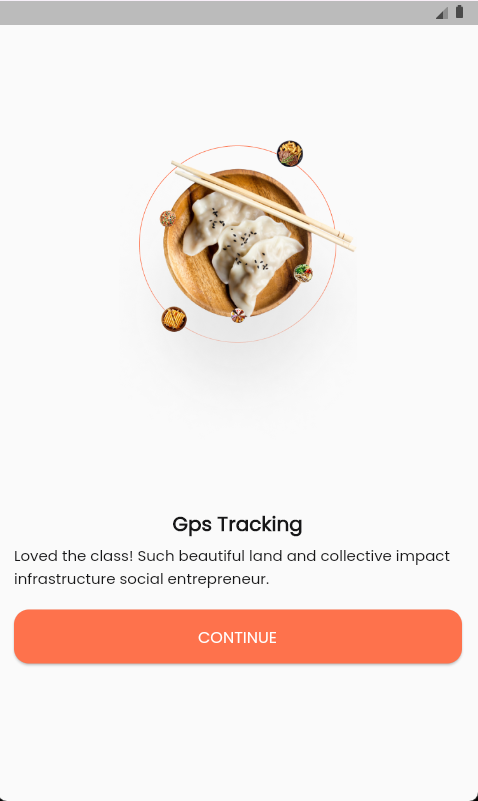 Gps Tracking
Loved the class! Such beautiful land and collective impact
infrastructure social entrepreneur.
CONTINUE